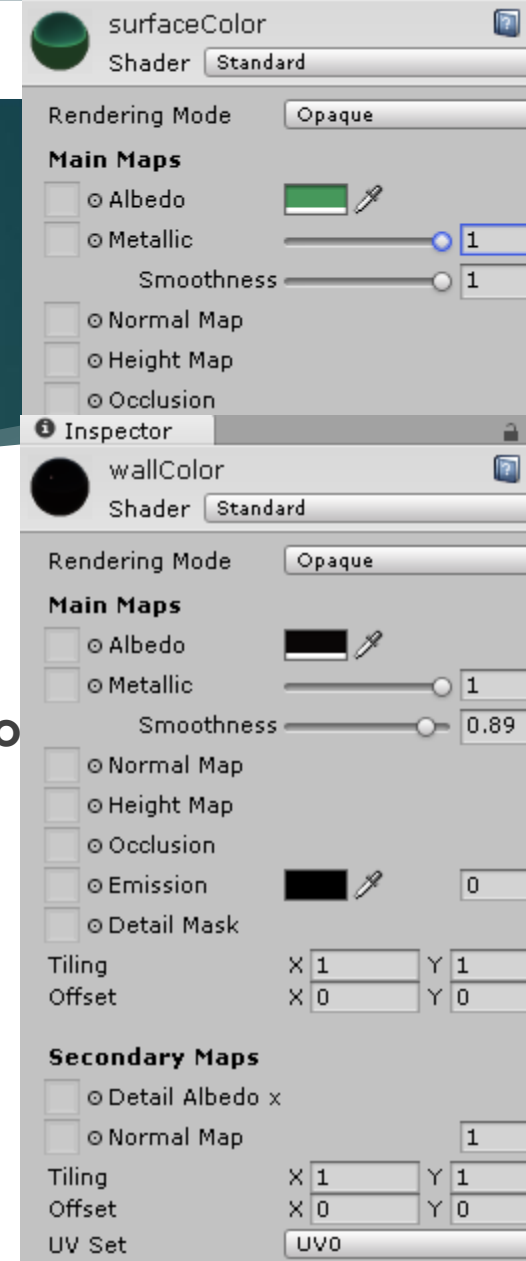 surfaceColor
Shader Standard
Rendering Mode Opaque
Main Maps
Albedo
Metallic 1
Smoothness 1
Normal Map
Height Map
Occlusion
Inspector
wallColor
Shader Standard
Rendering Mode Opaque
Main Maps
Albedo
Metallic 1
Smoothness 0.89
Normal Map
Height Map
Occlusion
Emission 0
Detail Mask
Tiling X 1 Y 1
Offset X 0 Y 0
Secondary Maps
Detail Albedo x
Normal Map 1
Tiling X 1 Y 1
Offset X 0 Y 0
UV Set UV0